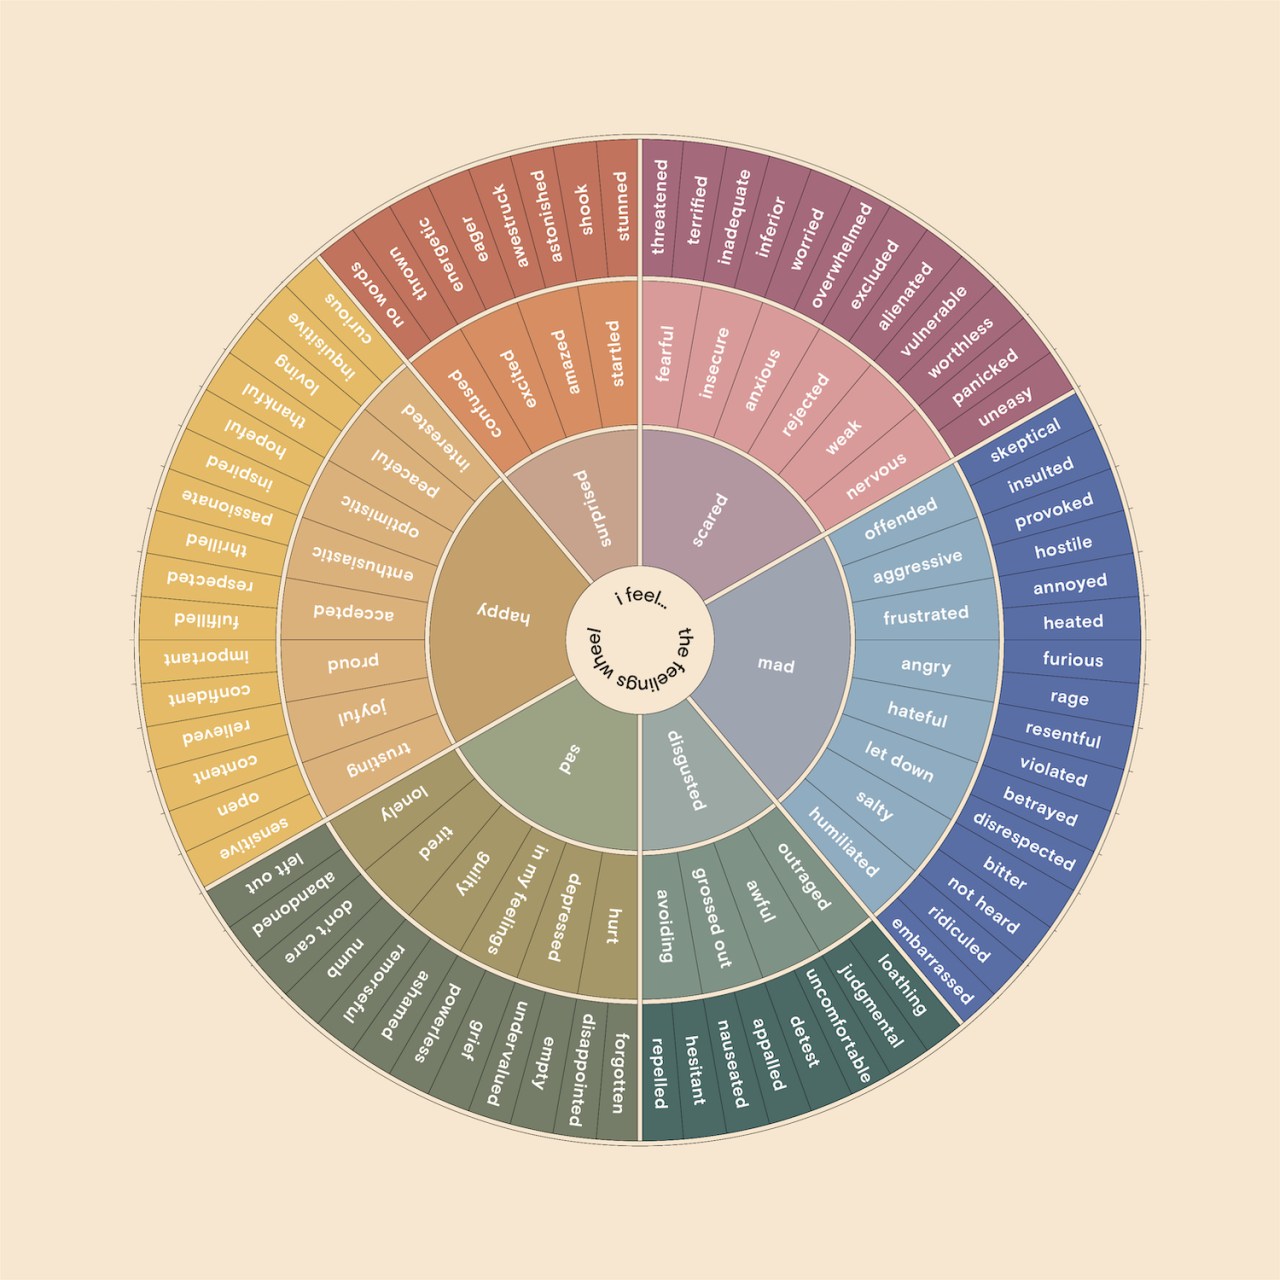 i feel...
the feelings wheel
scared
mad
disgusted
sad
happy
surprised
fearful
insecure
anxious
rejected
weak
nervous
offended
aggressive
frustrated
angry
hateful
let down
salty
humiliated
outraged
awful
grossed out
avoiding
hurt
depressed
in my feelings
guilty
tired
lonely
trusting
joyful
proud
accepted
enthusiastic
optimistic
peaceful
interested
confused
excited
amazed
startled
threatened
terrified
inadequate
inferior
worried
overwhelmed
excluded
alienated
vulnerable
worthless
panicked
uneasy
skeptical
insulted
provoked
hostile
annoyed
heated
furious
rage
resentful
violated
betrayed
disrespected
bitter
not heard
ridiculed
embarrassed
loathing
judgmental
uncomfortable
detest
appalled
nauseated
hesitant
repelled
forgotten
disappointed
empty
undervalued
grief
powerless
ashamed
remorseful
numb
don't care
abandoned
left out
sensitive
open
content
relieved
confident
important
fulfilled
respected
thrilled
passionate
inspired
hopeful
thankful
loving
inquisitive
curious
no words
thrown
energetic
eager
awestruck
astonished
shook
stunned